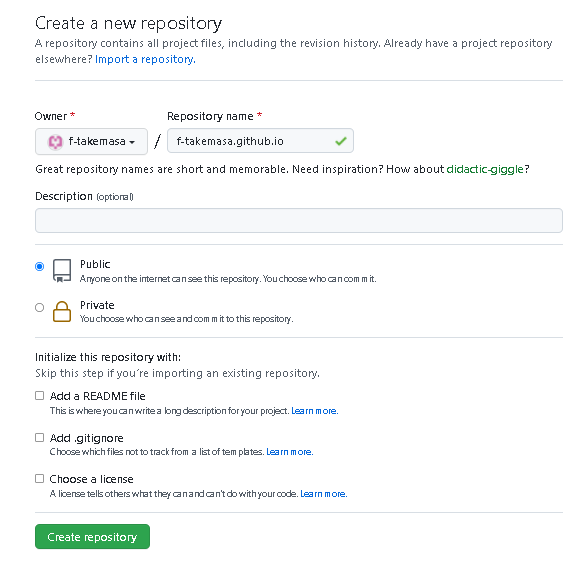 Create a new repository
A repository contains all project files, including the revision history. Already have a project repository
elsewhere? Import a repository.
Owner *
Repository name *
f-takemasa
/
f-takemasa.github.io
Great repository names are short and memorable. Need inspiration? How about didactic-giggle?
Description (optional)
Public
Anyone on the internet can see this repository. You choose who can commit.
Private
You choose who can see and commit to this repository.
Initialize this repository with:
Skip this step if you're importing an existing repository.
Add a README file
This is where you can write a long description for your project. Learn more.
Add .gitignore
Choose which files not to track from a list of templates. Learn more.
Choose a license
A license tells others what they can and can't do with your code. Learn more.
Create repository